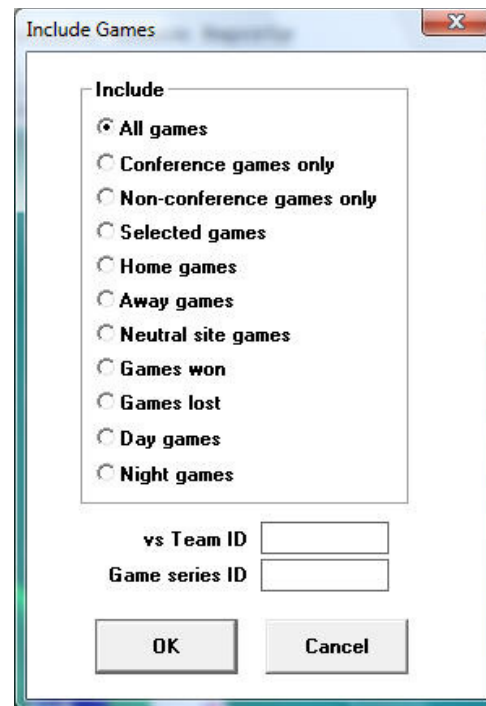 Include Games
Include
All games
Conference games only
Non-conference games only
Selected games
Home games
Away games
Neutral site games
Games won
Games lost
Day games
Night games
vs Team ID
Game series ID
OK
Cancel